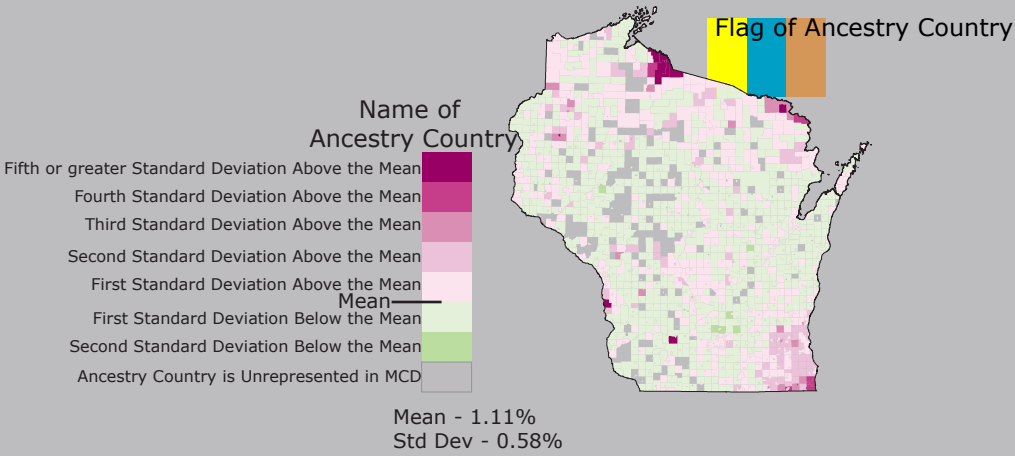 Flag of Ancestry Country
Name of
Ancestry Country
Fifth or greater Standard Deviation Above the Mean
Fourth Standard Deviation Above the Mean
Third Standard Deviation Above the Mean
Second Standard Deviation Above the Mean
First Standard Deviation Above the Mean
Mean
First Standard Deviation Below the Mean
Second Standard Deviation Below the Mean
Ancestry Country is Unrepresented in MCD
Mean - 1.11%
Std Dev - 0.58%